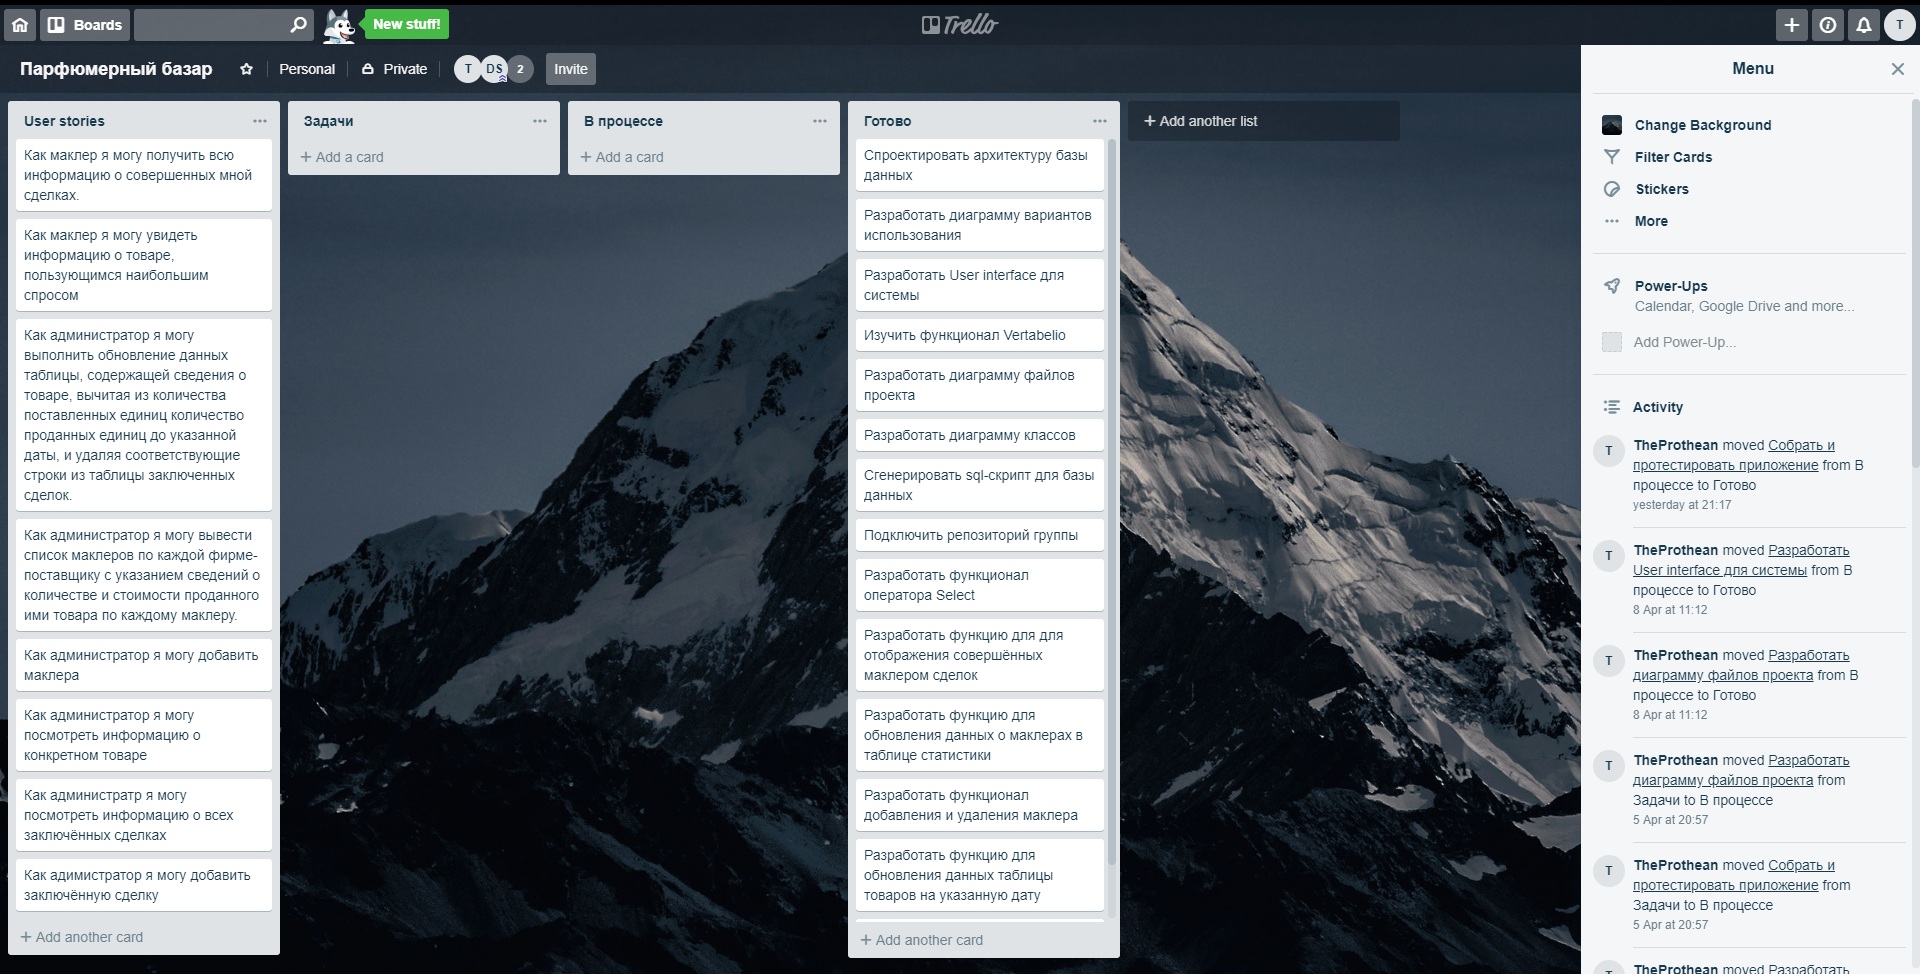 Boards
New stuff!
Trello
T
Парфюмерный базар
Personal
Private
T
DS
2
Invite
User stories
Как маклер я могу получить всю
информацию о совершенных мной
сделках.
Как маклер я могу увидеть
информацию о товаре,
пользующимся наибольшим
спросом
Как администратор я могу
выполнить обновление данных
таблицы, содержащей сведения о
товаре, вычитая из количества
поставленных единиц количество
проданных единиц до указанной
даты, и удаляя соответствующие
строки из таблицы заключенных
сделок.
Как администратор я могу вывести
список маклеров по каждой фирме-
поставщику с указанием сведений о
количестве и стоимости проданного
ими товара по каждому маклеру.
Как администратор я могу добавить
маклера
Как администратор я могу
посмотреть информацию о
конкретном товаре
Как администратр я могу
посмотреть информацию о всех
заключённых сделках
Как адимистратор я могу добавить
заключённую сделку
+ Add another card
Задачи
+ Add a card
В процессе
+ Add a card
Готово
Спроектировать архитектуру базы
данных
Разработать диаграмму вариантов
использования
Разработать User interface для
системы
Изучить функционал Vertabelio
Разработать диаграмму файлов
проекта
Разработать диаграмму классов
Сгенерировать sql-скрипт для базы
данных
Подключить репозиторий группы
Разработать функционал
оператора Select
Разработать функцию для для
отображения совершённых
маклером сделок
Разработать функцию для
обновления данных о маклерах в
таблице статистики
Разработать функционал
добавления и удаления маклера
Разработать функцию для
обновления данных таблицы
товаров на указанную дату
+ Add another card
+ Add another list
Menu
Change Background
Filter Cards
Stickers
More
Power-Ups
Calendar, Google Drive and more...
Add Power-Up...
Activity
T
TheProthean moved Собрать и
протестировать приложение from В
процессе to Готово
yesterday at 21:17
T
TheProthean moved Разработать
User interface для системы from В
процессе to Готово
8 Apr at 11:12
T
TheProthean moved Разработать
диаграмму файлов проекта from В
процессе to Готово
8 Apr at 11:12
T
TheProthean moved Разработать
диаграмму файлов проекта from
Задачи to В процессе
5 Apr at 20:57
T
TheProthean moved Собрать и
протестировать приложение from
Задачи to В процессе
5 Apr at 20:57
T
TheProthean moved Разработать